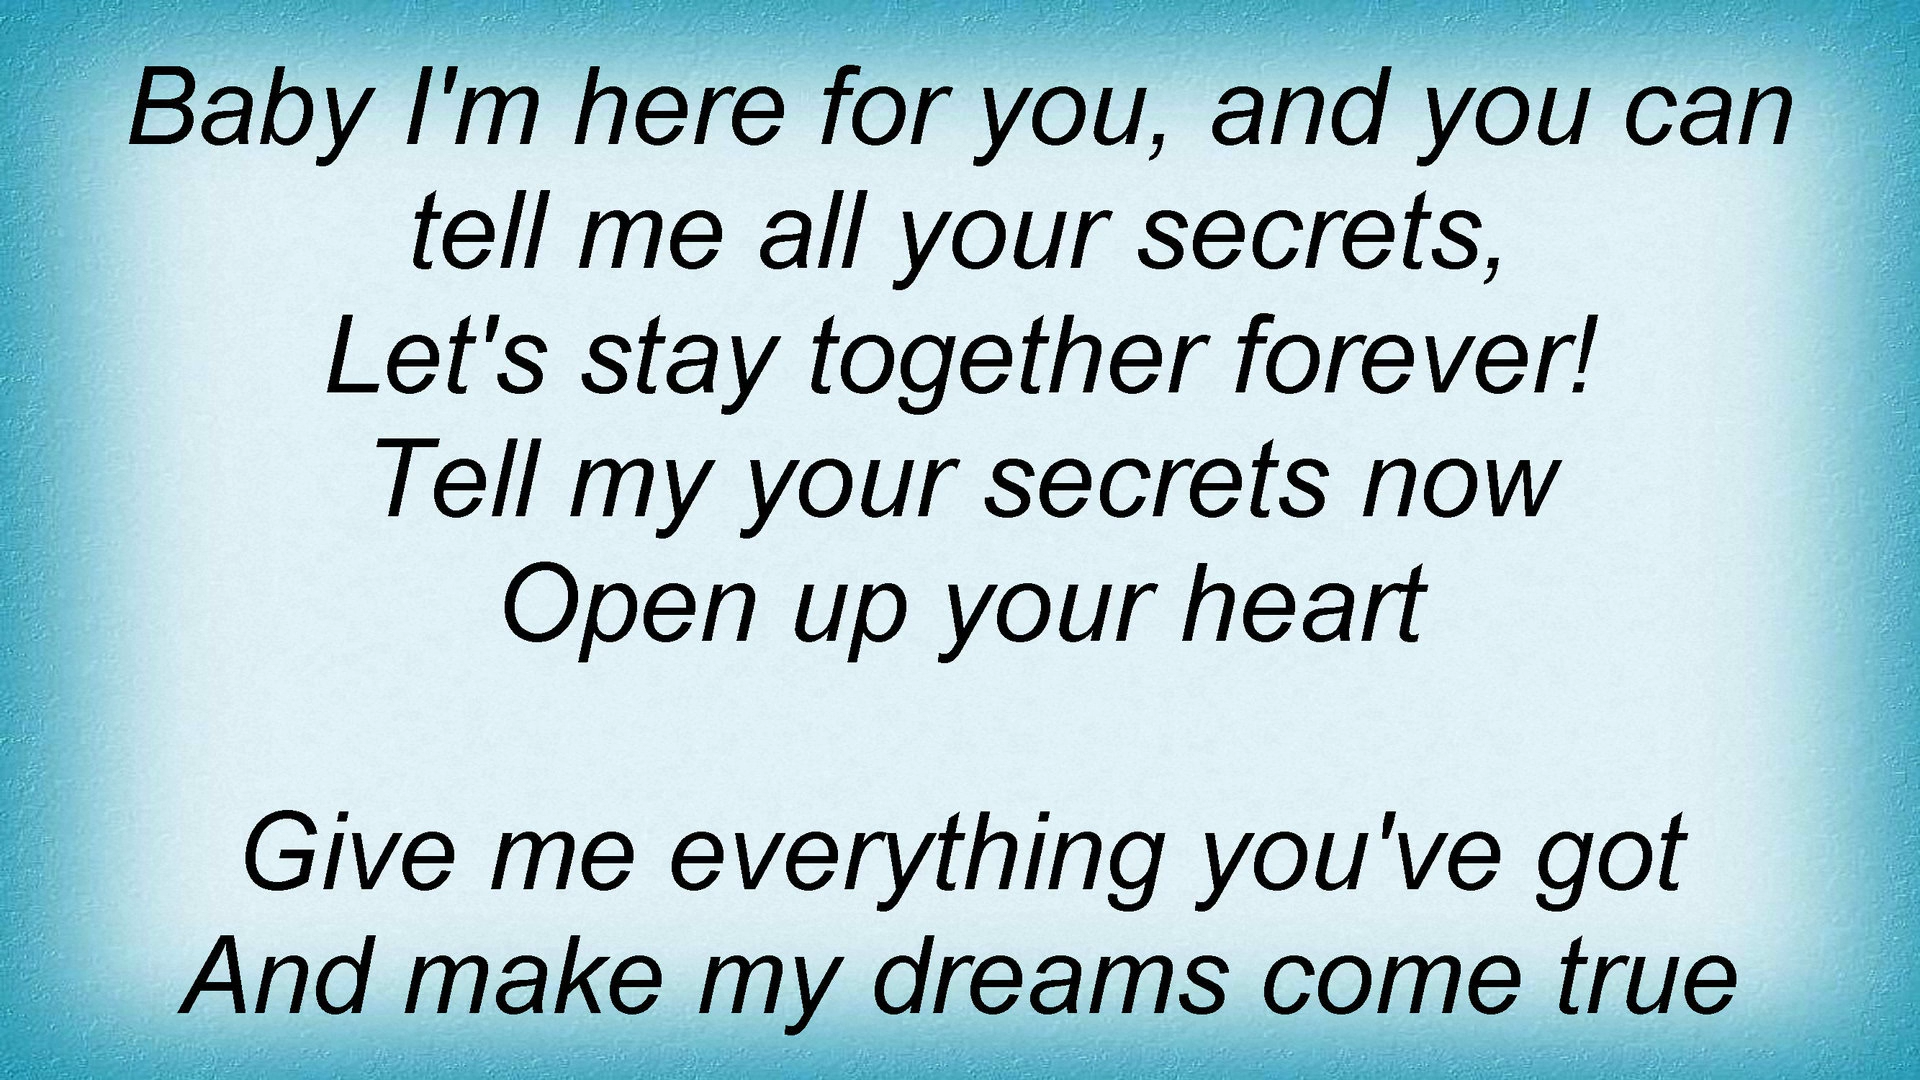 Baby I'm here for you, and you can
tell me all your secrets,
Let's stay together forever!
Tell my your secrets now
Open up your heart
Give me everything you've got
And make my dreams come true